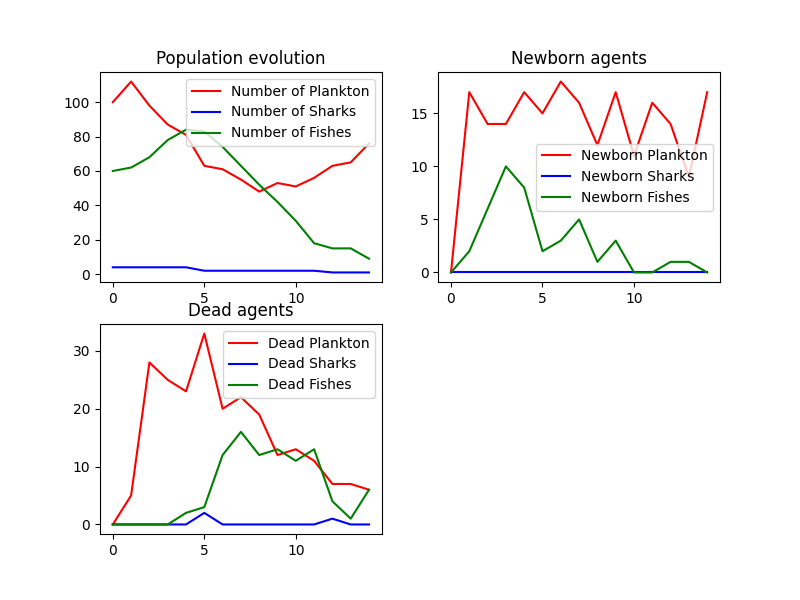 Population evolution
Number of Plankton
Number of Sharks
Number of Fishes
100
80
60
40
20
0
0 5 10
Newborn agents
Newborn Plankton
Newborn Sharks
Newborn Fishes
15
10
5
0
0 5 10
Dead agents
Dead Plankton
Dead Sharks
Dead Fishes
30
20
10
0
0 5 10